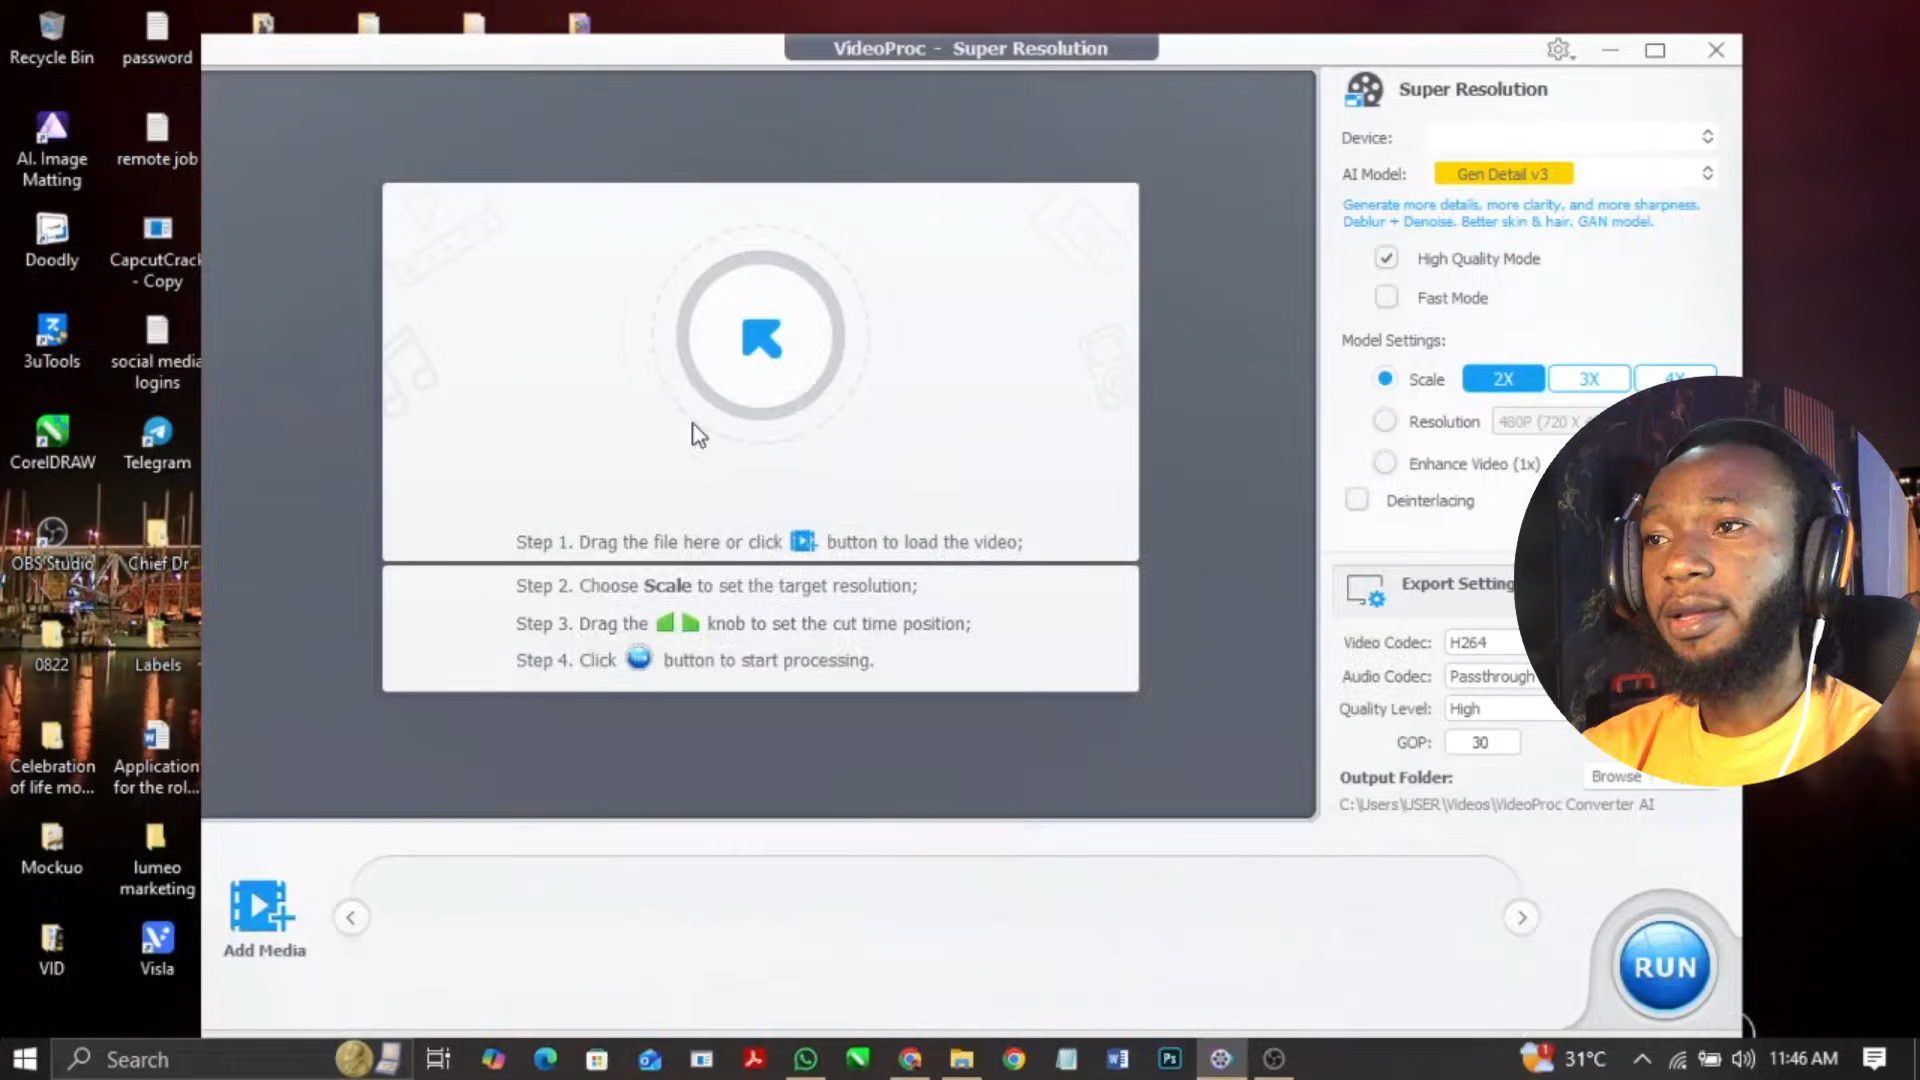 VideoProc - Super Resolution
Recycle Bin
password
AI. Image
Matting
remote job
Doodly
CapcutCrack
- Copy
3uTools
social media
logins
CorelDRAW
Telegram
OBS Studio
Chief Dr
0822
Labels
Celebration
of life mo...
Application
for the rol...
Mockuo
lumeo
marketing
VID
Visla
Step 1. Drag the file here or click button to load the video;
Step 2. Choose Scale to set the target resolution;
Step 3. Drag the knob to set the cut time position;
Step 4. Click button to start processing.
Super Resolution
Device:
AI Model: Gen Detail v3
Generate more details, more clarity, and more sharpness.
Deblur + Denoise. Better skin & hair. GAN model.
High Quality Mode
Fast Mode
Model Settings:
Scale 2X 3X 4X
Resolution 480P (720 X
Enhance Video (1x)
Deinterlacing
Export Setting
Video Codec: H264
Audio Codec: Passthrough
Quality Level: High
GOP: 30
Output Folder: Browse
C:\Users\USER\Videos\VideoProc Converter AI
Add Media
RUN
Search
Ps
1
31°C
11:46 AM